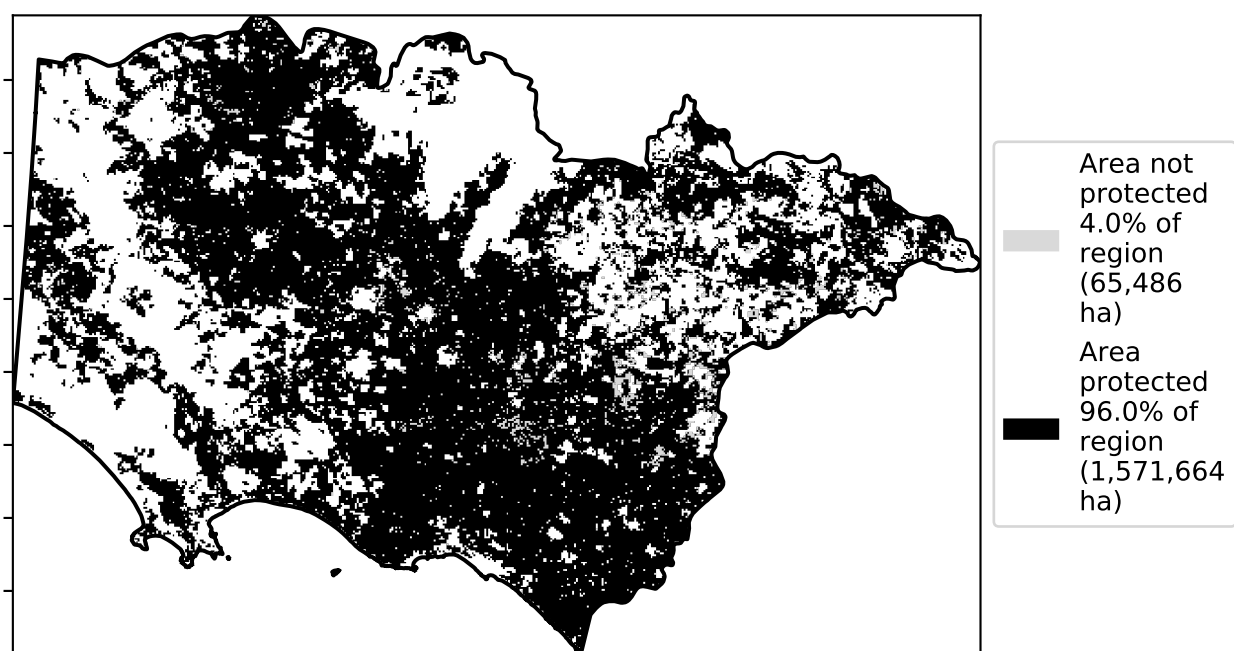 Area not
protected
4.0% of
region
(65,486
ha)
Area
protected
96.0% of
region
(1,571,664
ha)